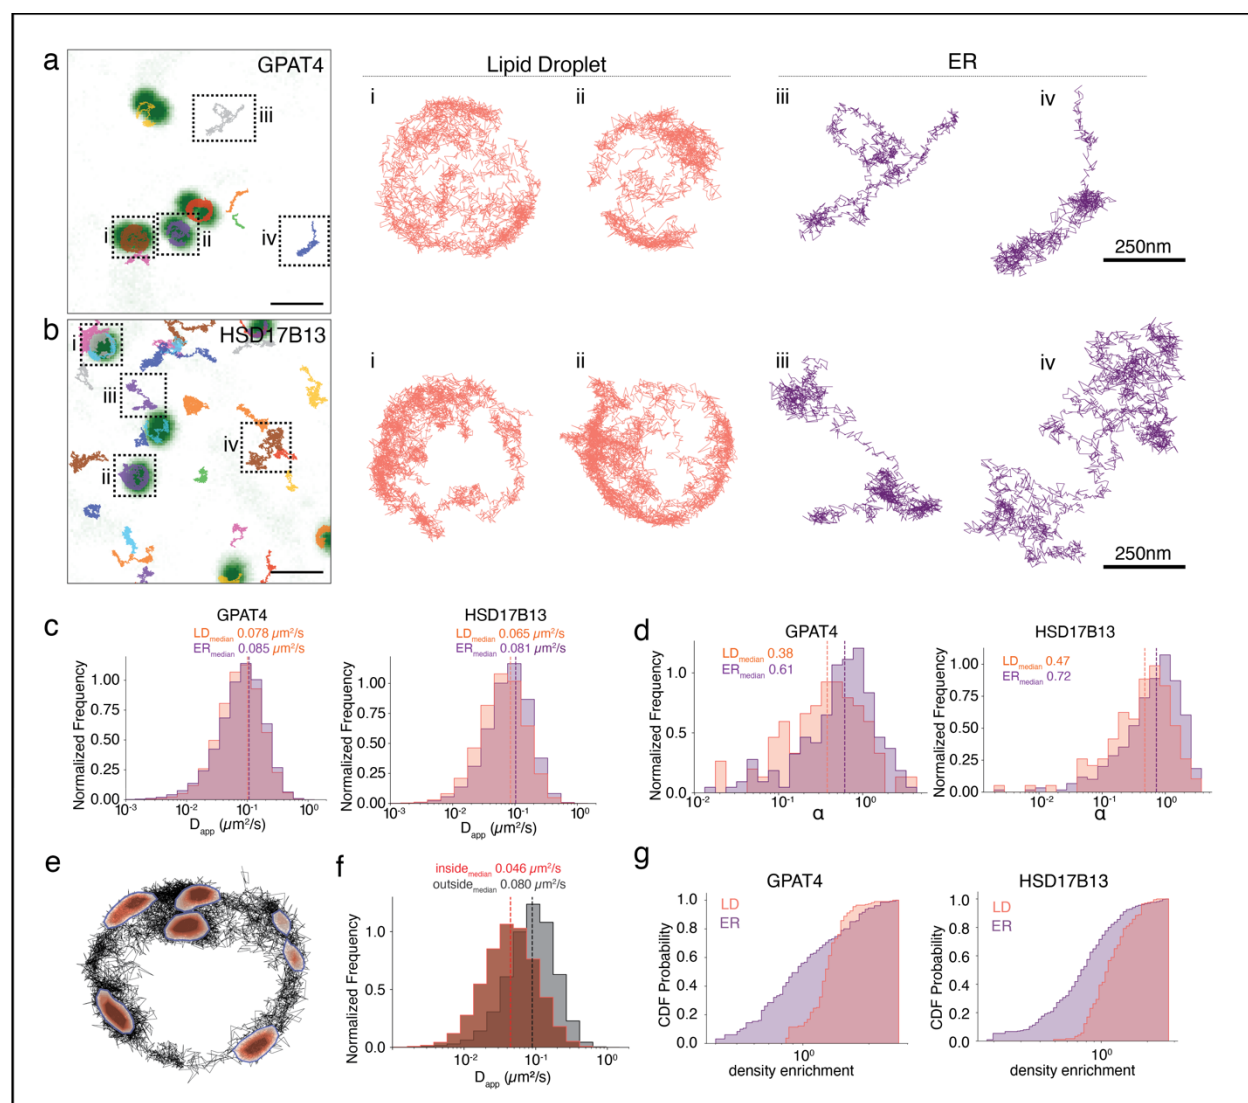 a
GPAT4
iii
i
ii
iv
Lipid Droplet
ER
i
ii
iii
iv
250nm
b
HSD17B13
i
iii
iv
ii
i
ii
iii
iv
250nm
c
GPAT4
LDmedian 0.078 µm²/s
ERmedian 0.085 µm²/s
Normalized Frequency
1.00
0.75
0.50
0.25
0.00
10⁻³
10⁻²
10⁻¹
10⁰
Dapp (µm²/s)
HSD17B13
LDmedian 0.065 µm²/s
ERmedian 0.081 µm²/s
Normalized Frequency
1.00
0.75
0.50
0.25
0.00
10⁻³
10⁻²
10⁻¹
10⁰
Dapp (µm²/s)
d
GPAT4
LDmedian 0.38
ERmedian 0.61
Normalized Frequency
1.00
0.75
0.50
0.25
0
10⁻²
10⁻¹
10⁰
α
HSD17B13
LDmedian 0.47
ERmedian 0.72
Normalized Frequency
1.00
0.75
0.50
0.25
0.00
10⁻²
10⁻¹
10⁰
α
e
f
insidemedian 0.046 µm²/s
outsidemedian 0.080 µm²/s
Normalized Frequency
1.0
1.0
0.5
0.0
10⁻²
10⁻¹
10⁰
Dapp (µm²/s)
g
GPAT4
LD
ER
CDF Probability
1.0
0.8
0.6
0.4
0.2
0.0
10⁰
density enrichment
HSD17B13
LD
ER
CDF Probability
1.0
0.8
0.6
0.4
0.2
0.0
10⁰
density enrichment